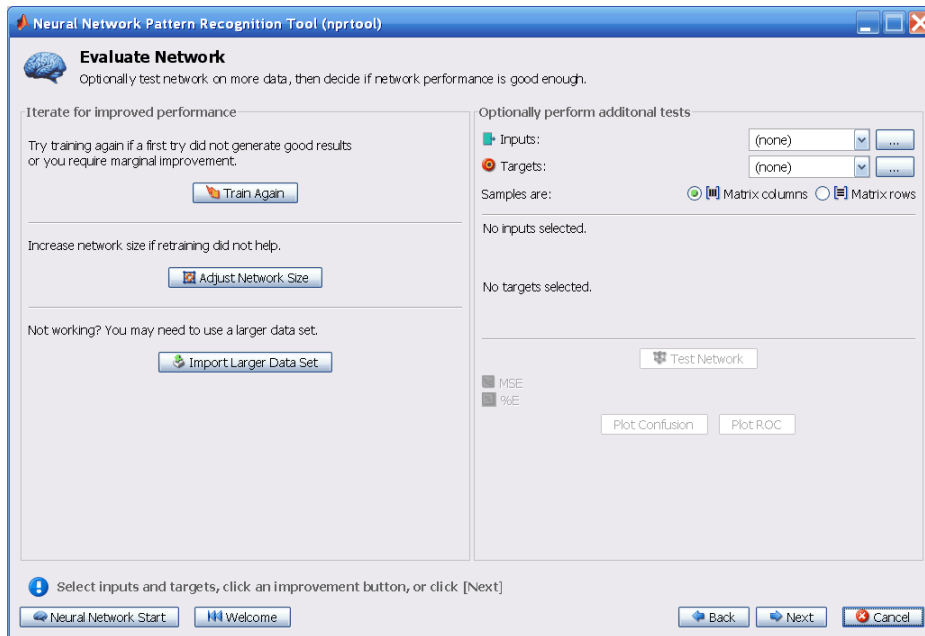 Neural Network Pattern Recognition Tool (nprtool)
Evaluate Network
Optionally test network on more data, then decide if network performance is good enough.
Iterate for improved performance
Try training again if a first try did not generate good results
or you require marginal improvement.
Train Again
Increase network size if retraining did not help.
Adjust Network Size
Not working? You may need to use a larger data set.
Import Larger Data Set
Optionally perform additonal tests
Inputs: (none) ...
Targets: (none) ...
Samples are: Matrix columns Matrix rows
No inputs selected.
No targets selected.
Test Network
MSE
%E
Plot Confusion Plot ROC
Select inputs and targets, click an improvement button, or click [Next]
Neural Network Start Welcome Back Next Cancel